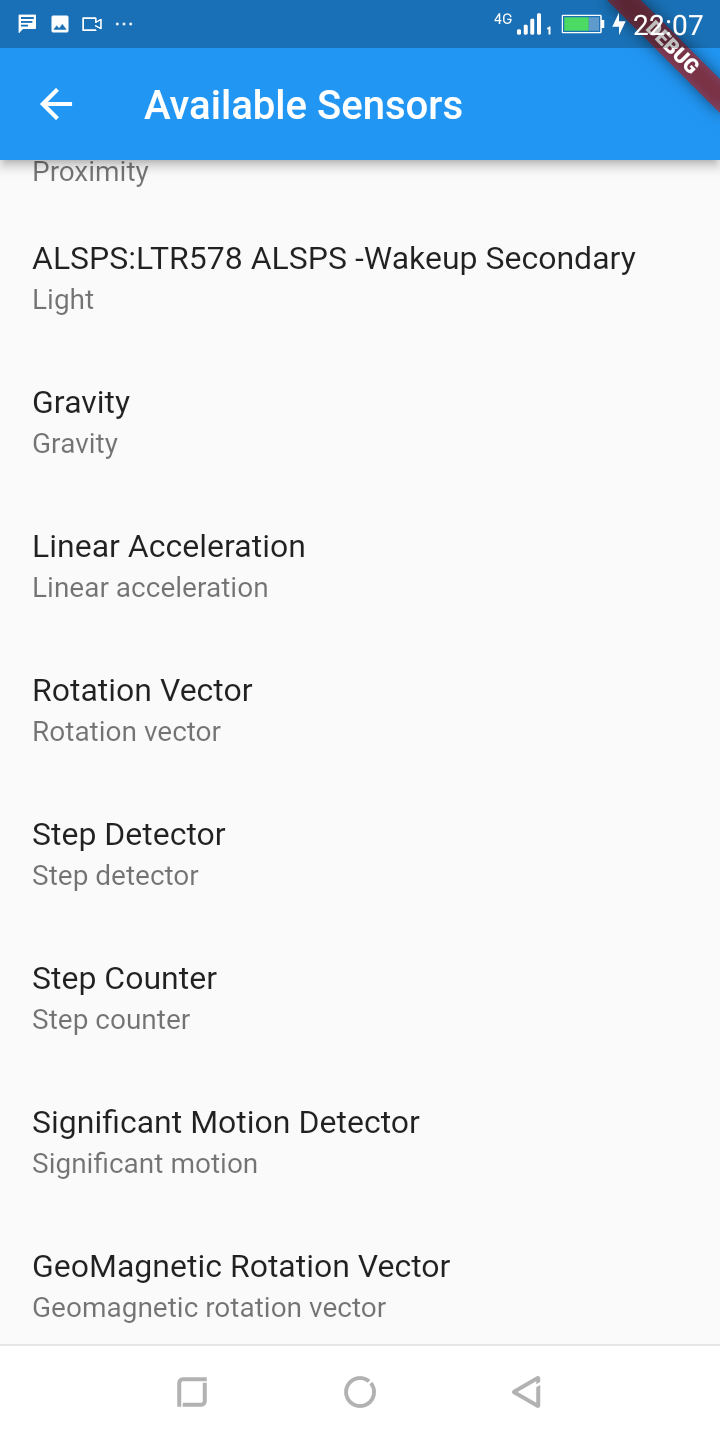 4G 1 22:07
DEBUG
Available Sensors
Proximity
ALSPS:LTR578 ALSPS -Wakeup Secondary
Light
Gravity
Gravity
Linear Acceleration
Linear acceleration
Rotation Vector
Rotation vector
Step Detector
Step detector
Step Counter
Step counter
Significant Motion Detector
Significant motion
GeoMagnetic Rotation Vector
Geomagnetic rotation vector